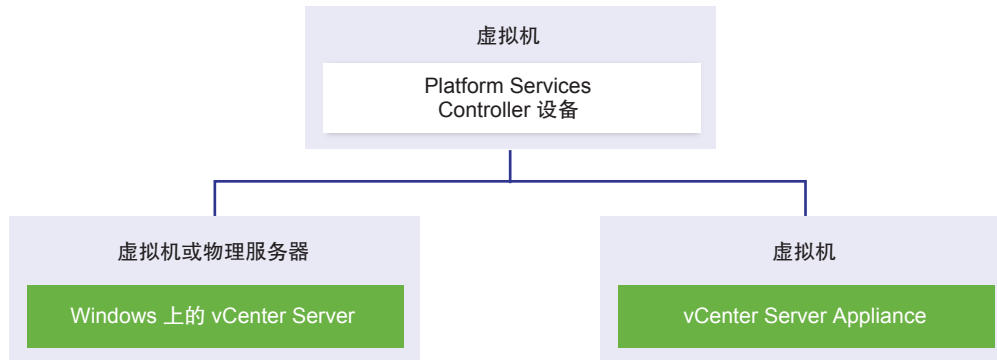 虚拟机
Platform Services
Controller 设备
虚拟机或物理服务器
Windows 上的 vCenter Server
虚拟机
vCenter Server Appliance